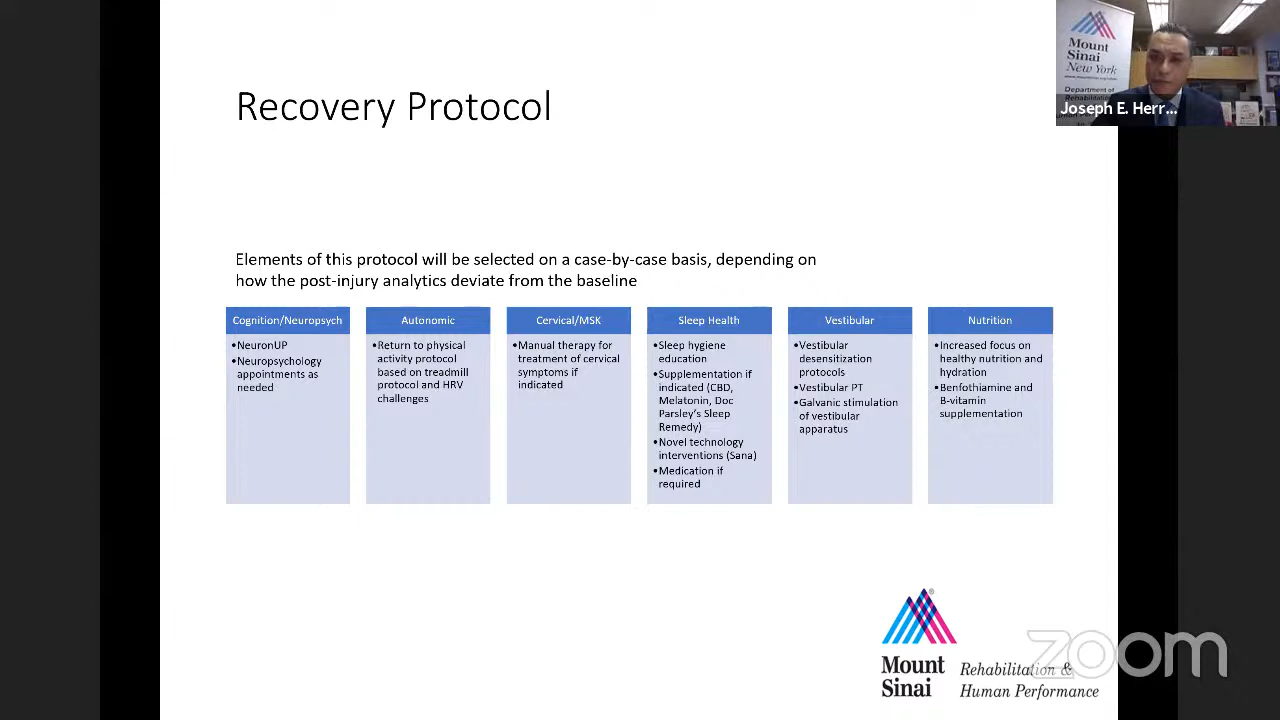 Recovery Protocol
Elements of this protocol will be selected on a case-by-case basis, depending on
how the post-injury analytics deviate from the baseline
Cognition/Neuropsych
•NeuronUP
•Neuropsychology
appointments as
needed
Autonomic
•Return to physical
activity protocol
based on treadmill
protocol and HRV
challenges
Cervical/MSK
•Manual therapy for
treatment of cervical
symptoms if
indicated
Sleep Health
•Sleep hygiene
education
•Supplementation if
indicated (CBD,
Melatonin, Doc
Parsley's Sleep
Remedy)
•Novel technology
interventions (Sana)
•Medication if
required
Vestibular
•Vestibular
desensitization
protocols
•Vestibular PT
•Galvanic stimulation
of vestibular
apparatus
Nutrition
•Increased focus on
healthy nutrition and
hydration
•Benfothiamine and
B-vitamin
supplementation
Mount
Sinai
New York
Department of
Joseph E. Herr...
®
Mount
Sinai
Rehabilitation &
Human Performance
zoom